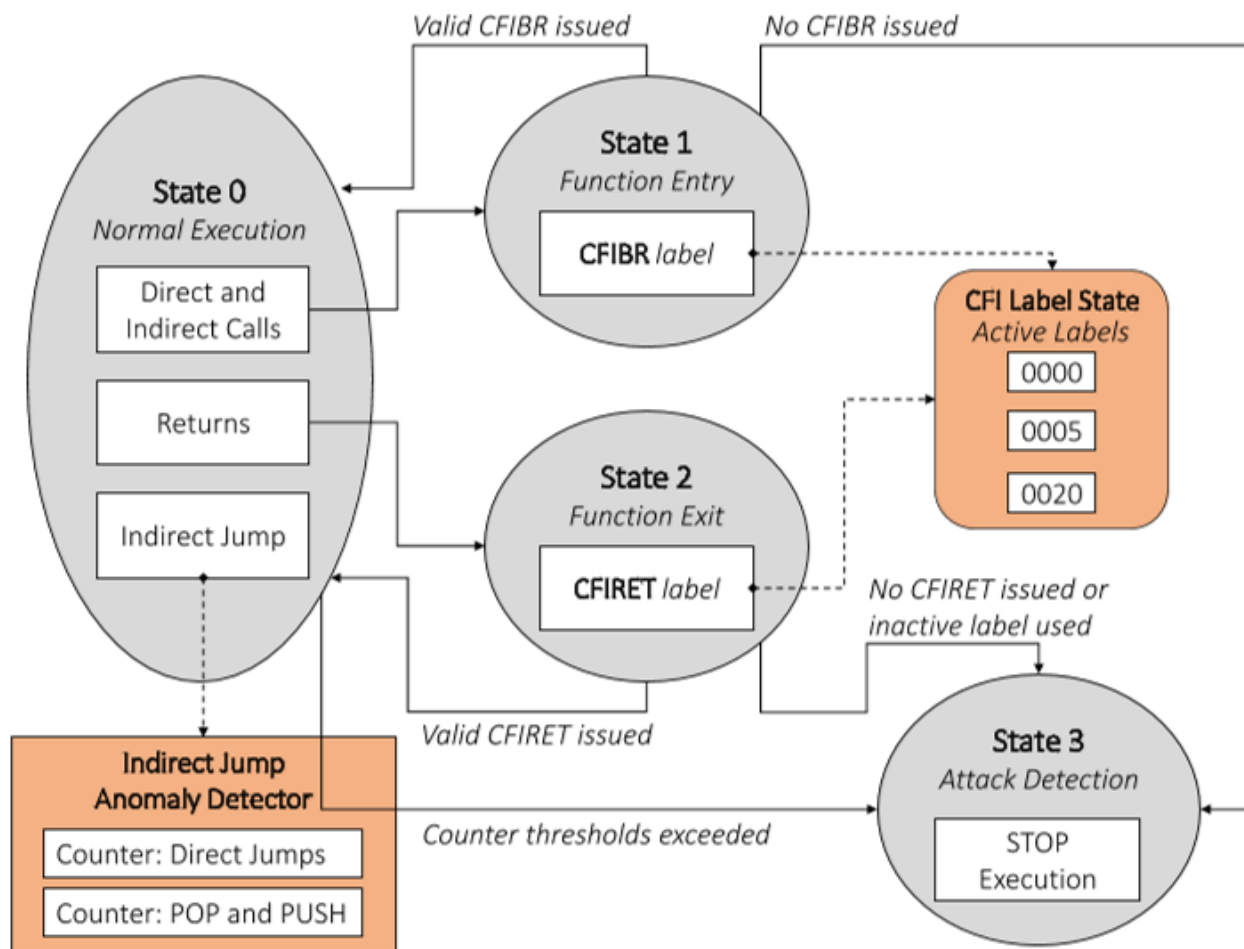 Valid CFIBR issued
No CFIBR issued
State 0
Normal Execution
Direct and
Indirect Calls
Returns
Indirect Jump
State 1
Function Entry
CFIBR label
CFI Label State
Active Labels
0000
0005
0020
State 2
Function Exit
CFIRET label
No CFIRET issued or
inactive label used
Valid CFIRET issued
Indirect Jump
Anomaly Detector
Counter: Direct Jumps
Counter: POP and PUSH
Counter thresholds exceeded
State 3
Attack Detection
STOP
Execution